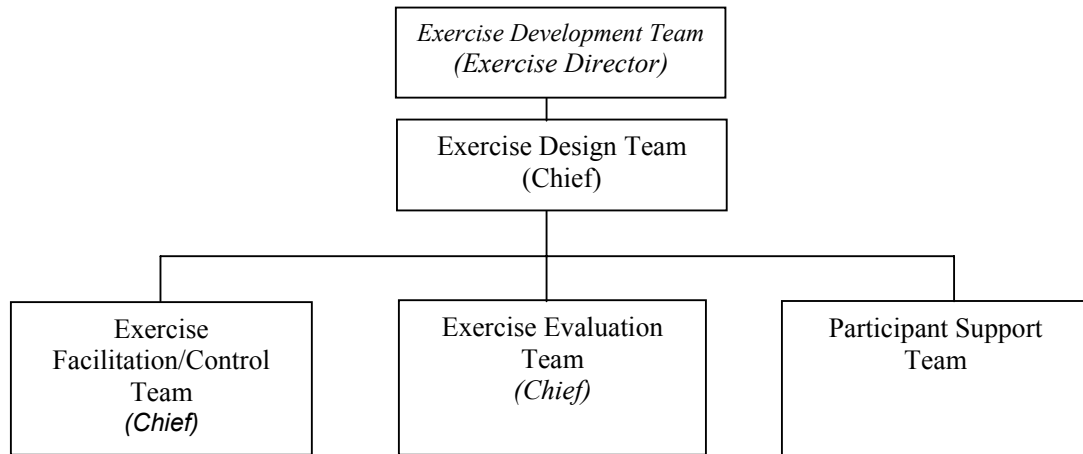 Exercise Development Team
(Exercise Director)
Exercise Design Team
(Chief)
Exercise
Facilitation/Control
Team
(Chief)
Exercise Evaluation
Team
(Chief)
Participant Support
Team